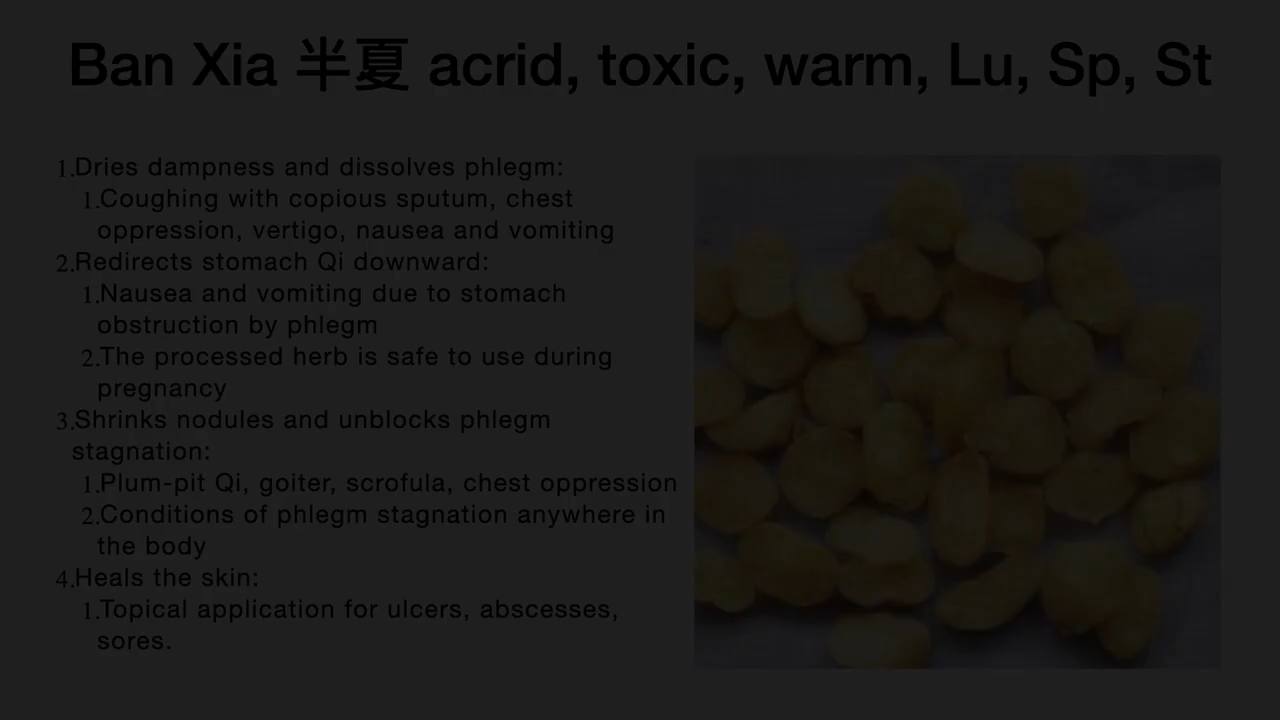 Ban Xia 半夏 acrid, toxic, warm, Lu, Sp, St
1.Dries dampness and dissolves phlegm:
1.Coughing with copious sputum, chest
oppression, vertigo, nausea and vomiting
2.Redirects stomach Qi downward:
1.Nausea and vomiting due to stomach
obstruction by phlegm
2.The processed herb is safe to use during
pregnancy
3.Shrinks nodules and unblocks phlegm
stagnation:
1.Plum-pit Qi, goiter, scrofula, chest oppression
2.Conditions of phlegm stagnation anywhere in
the body
4.Heals the skin:
1.Topical application for ulcers, abscesses,
sores.